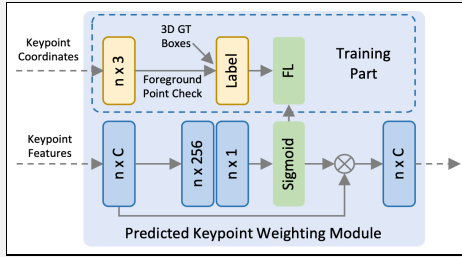 Keypoint
Coordinates
n x 3
3D GT
Boxes
Foreground
Point Check
Label
FL
Training
Part
Keypoint
Features
n x C
n x 256
n x 1
Sigmoid
n x C
Predicted Keypoint Weighting Module